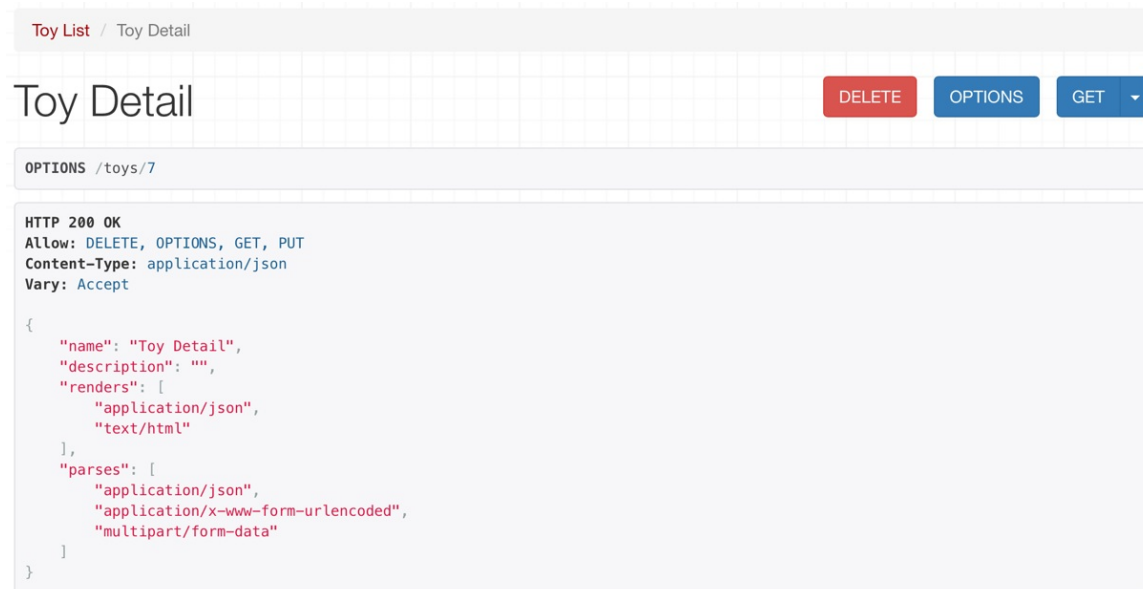 Toy List / Toy Detail
Toy Detail
DELETE OPTIONS GET
OPTIONS /toys/7
HTTP 200 OK
Allow: DELETE, OPTIONS, GET, PUT
Content-Type: application/json
Vary: Accept
{
    "name": "Toy Detail",
    "description": "",
    "renders": [
        "application/json",
        "text/html"
    ],
    "parses": [
        "application/json",
        "application/x-www-form-urlencoded",
        "multipart/form-data"
    ]
}